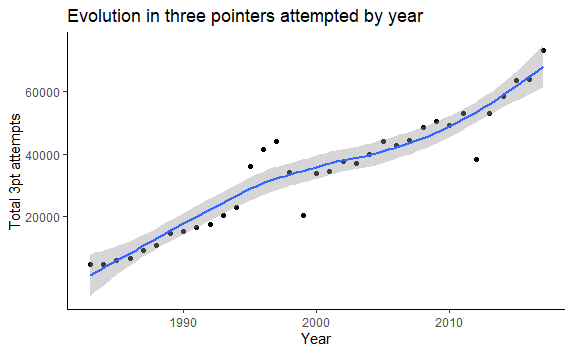 Evolution in three pointers attempted by year
Total 3pt attempts
60000
40000
20000
1990
2000
2010
Year